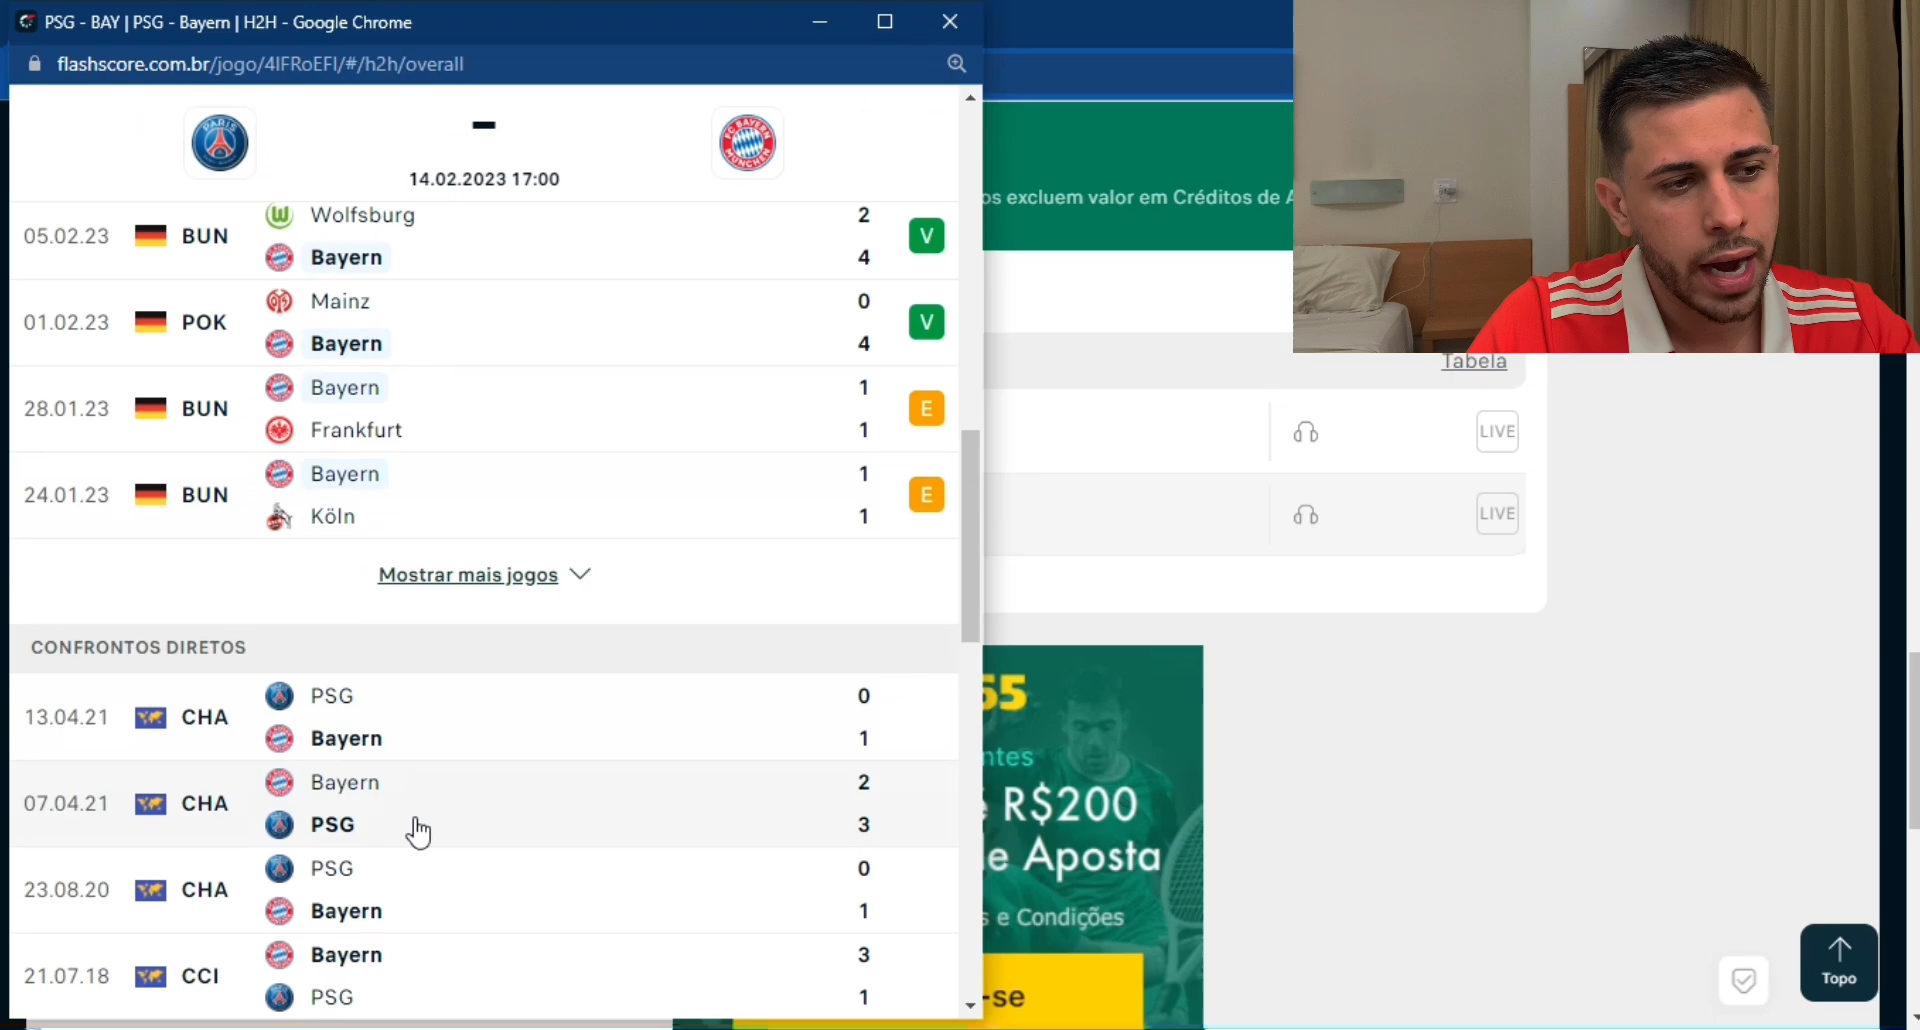 PSG - BAY | PSG - Bayern | H2H - Google Chrome
flashscore.com.br/jogo/4IFRoEFI/#/h2h/overall
14.02.2023 17:00
05.02.23 BUN Wolfsburg 2
Bayern 4 V
01.02.23 POK Mainz 0
Bayern 4 V
28.01.23 BUN Bayern 1
Frankfurt 1 E
24.01.23 BUN Bayern 1
Köln 1 E
Mostrar mais jogos
CONFRONTOS DIRETOS
13.04.21 CHA PSG 0
Bayern 1
07.04.21 CHA Bayern 2
PSG 3
23.08.20 CHA PSG 0
Bayern 1
21.07.18 CCI Bayern 3
PSG 1
os excluem valor em Créditos de A
Tabela
LIVE
LIVE
55
ntes
R$200
e Aposta
s e Condições
-se
Topo